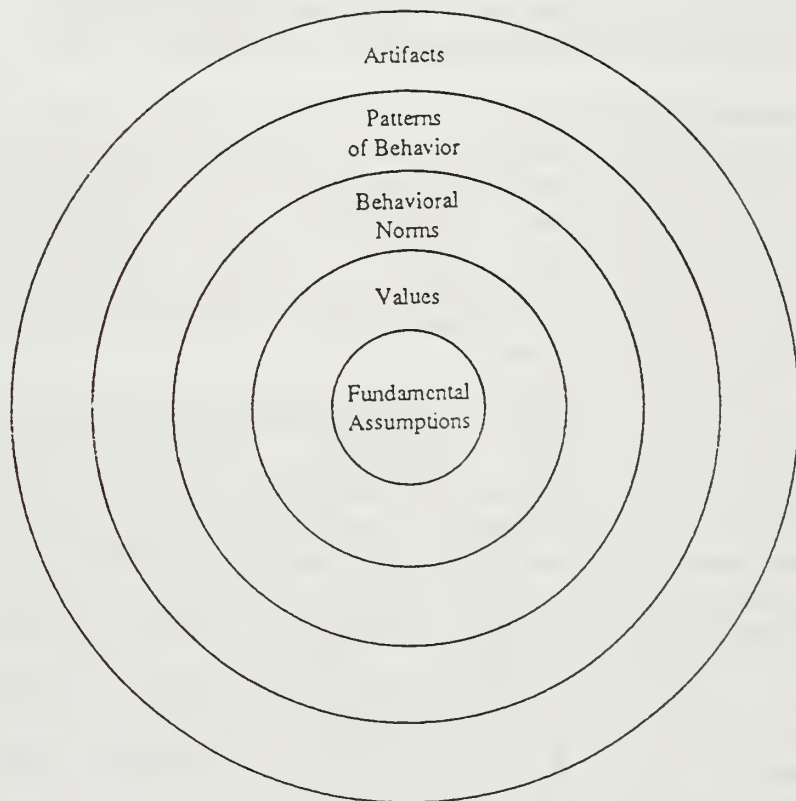 Artifacts
Patterns
of Behavior
Behavioral
Norms
Values
Fundamental
Assumptions